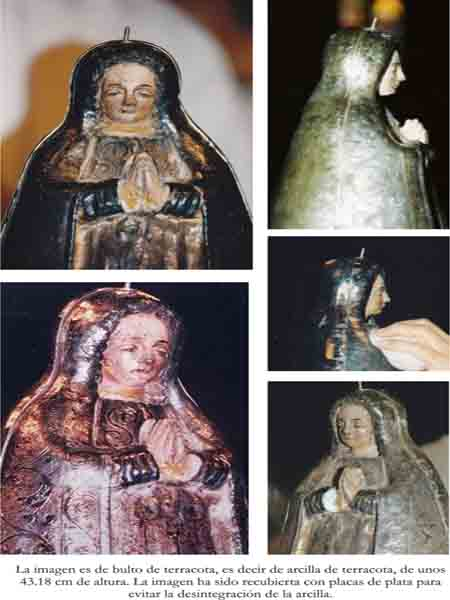 La imagen es de bulto de terracota, es decir de arcilla de terracota, de unos
43.18 cm de altura. La imagen ha sido recubierta con placas de plata para
evitar la desintegración de la arcilla.